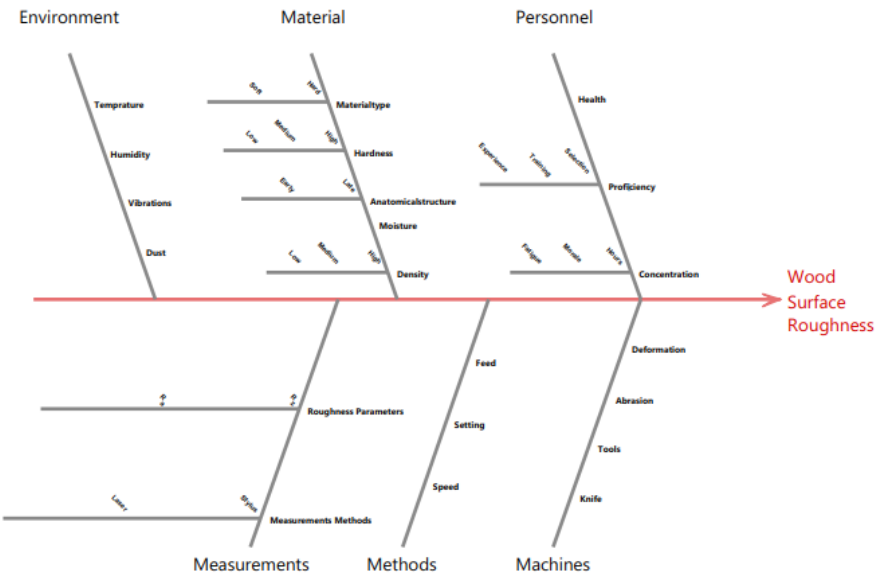 Environment
Material
Personnel
Temprature
Humidity
Vibrations
Dust
Soft
Hard
Materialtype
Low
Medium
High
Hardness
Early
Late
Anatomicalstructure
Moisture
Low
Medium
High
Density
Health
Experience
Training
Selection
Proficiency
Fatigue
Morale
Hours
Concentration
Wood
Surface
Roughness
Ra
Rz
Roughness Parameters
Laser
Stylus
Measurements Methods
Feed
Setting
Speed
Deformation
Abrasion
Tools
Knife
Measurements
Methods
Machines